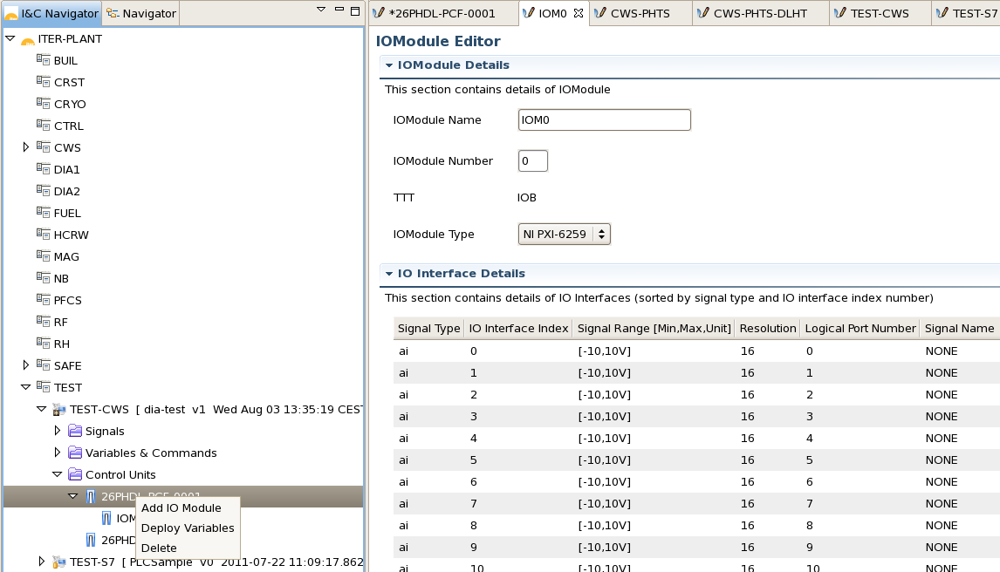 I&C Navigator
Navigator
ITER-PLANT
BUIL
CRST
CRYO
CTRL
CWS
DIA1
DIA2
FUEL
HCRW
MAG
NB
PFCS
RF
RH
SAFE
TEST
TEST-CWS [ dia-test v1 Wed Aug 03 13:35:19 CEST
Signals
Variables & Commands
Control Units
26PHDL-PCF-0001
IOM
26PHD
TEST-S7 [ PLCSample v0 2011-07-22 11:09:17.862
Add IO Module
Deploy Variables
Delete
*26PHDL-PCF-0001
IOM0
CWS-PHTS
CWS-PHTS-DLHT
TEST-CWS
TEST-S7
IOModule Editor
IOModule Details
This section contains details of IOModule
IOModule Name IOM0
IOModule Number 0
TTT IOB
IOModule Type NI PXI-6259
IO Interface Details
This section contains details of IO Interfaces (sorted by signal type and IO interface index number)
Signal Type IO Interface Index Signal Range [Min,Max,Unit] Resolution Logical Port Number Signal Name
ai 0 [-10,10V] 16 0 NONE
ai 1 [-10,10V] 16 1 NONE
ai 2 [-10,10V] 16 2 NONE
ai 3 [-10,10V] 16 3 NONE
ai 4 [-10,10V] 16 4 NONE
ai 5 [-10,10V] 16 5 NONE
ai 6 [-10,10V] 16 6 NONE
ai 7 [-10,10V] 16 7 NONE
ai 8 [-10,10V] 16 8 NONE
ai 9 [-10,10V] 16 9 NONE
ai 10 [-10,10V] 16 10 NONE